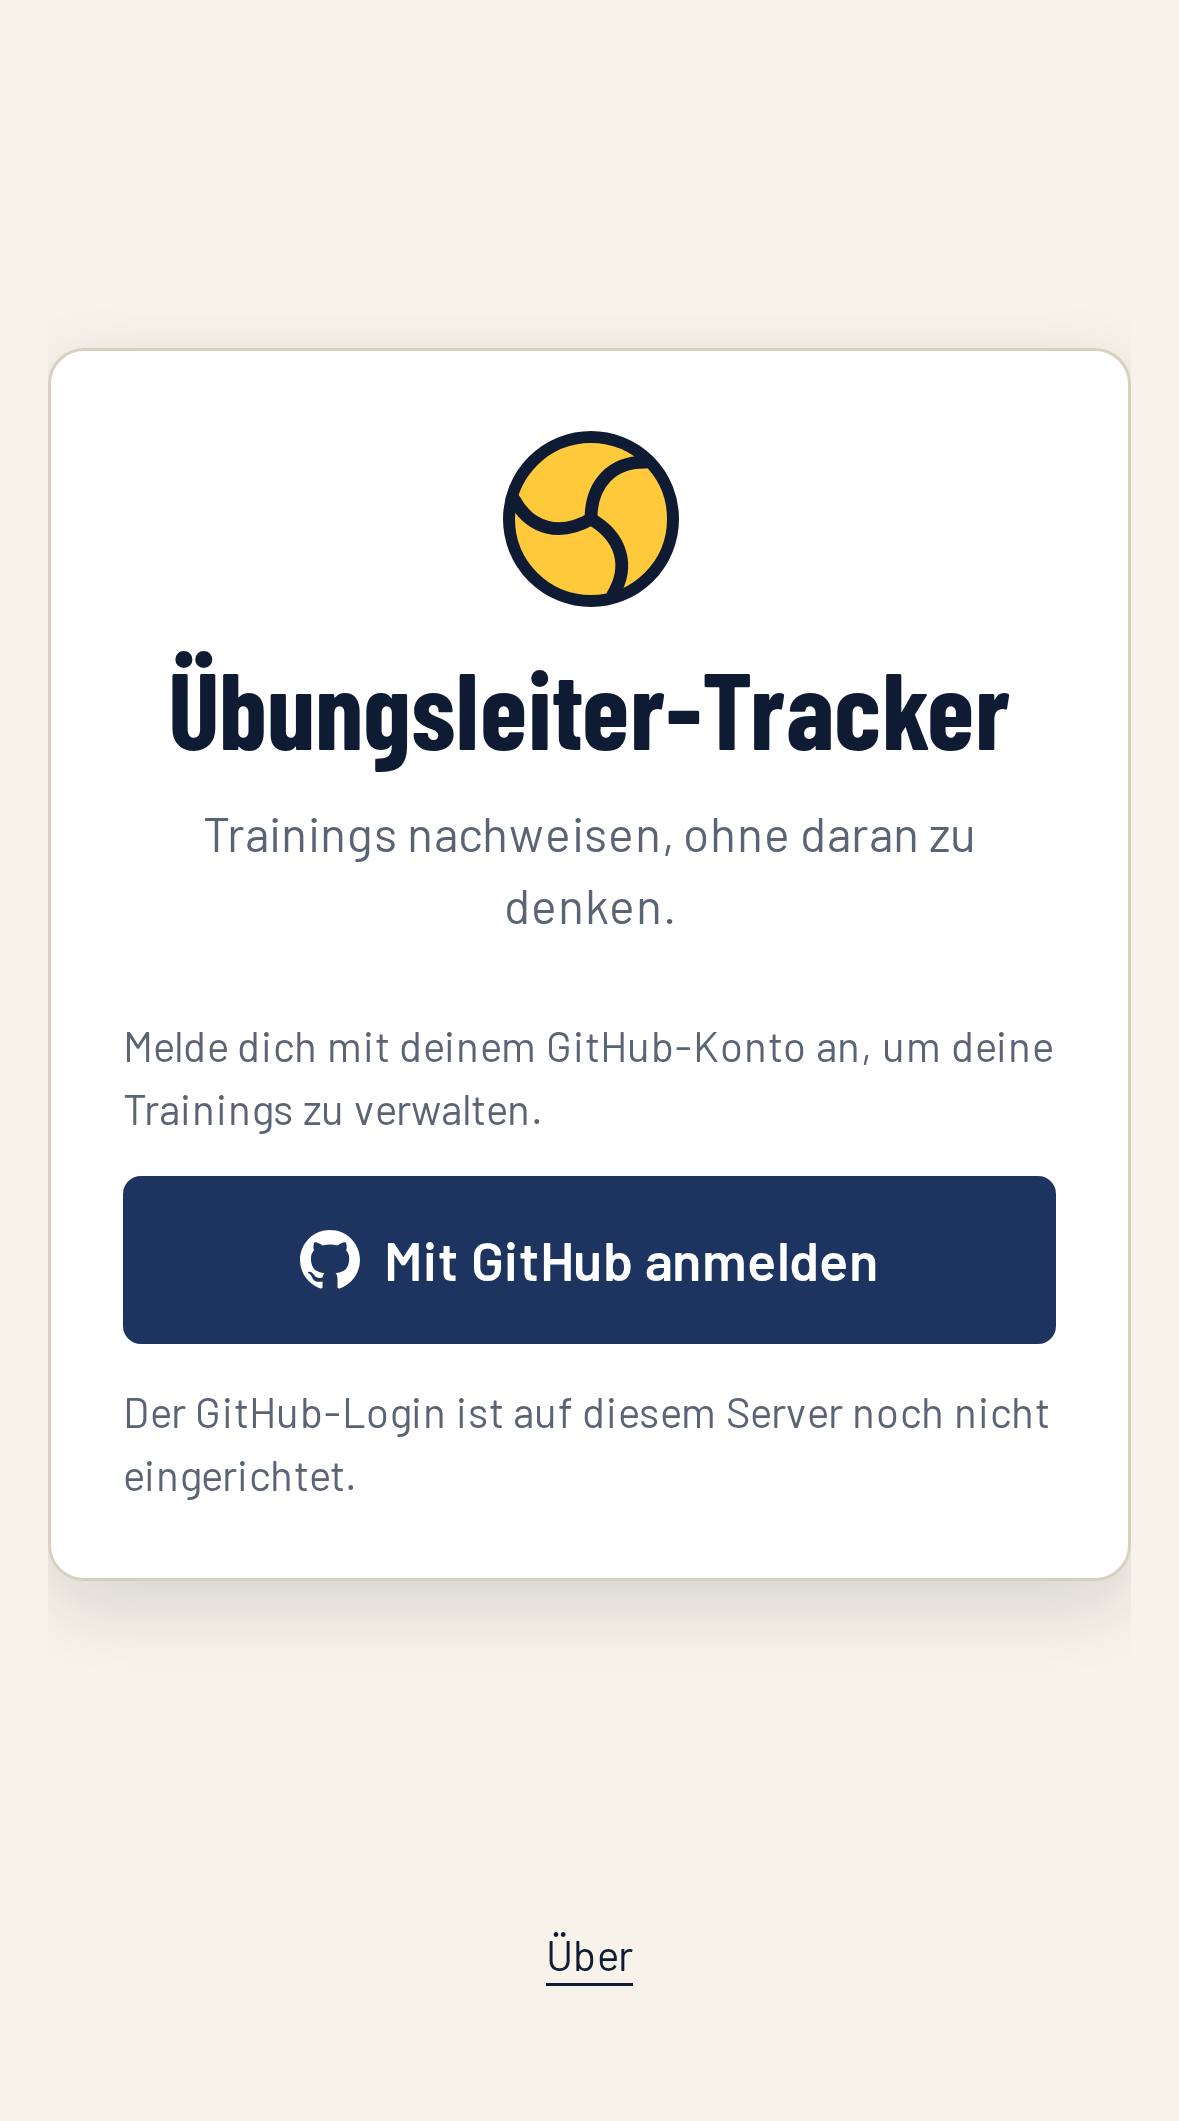 Übungsleiter-Tracker
Trainings nachweisen, ohne daran zu
denken.
Melde dich mit deinem GitHub-Konto an, um deine
Trainings zu verwalten.
Mit GitHub anmelden
Der GitHub-Login ist auf diesem Server noch nicht
eingerichtet.
Über